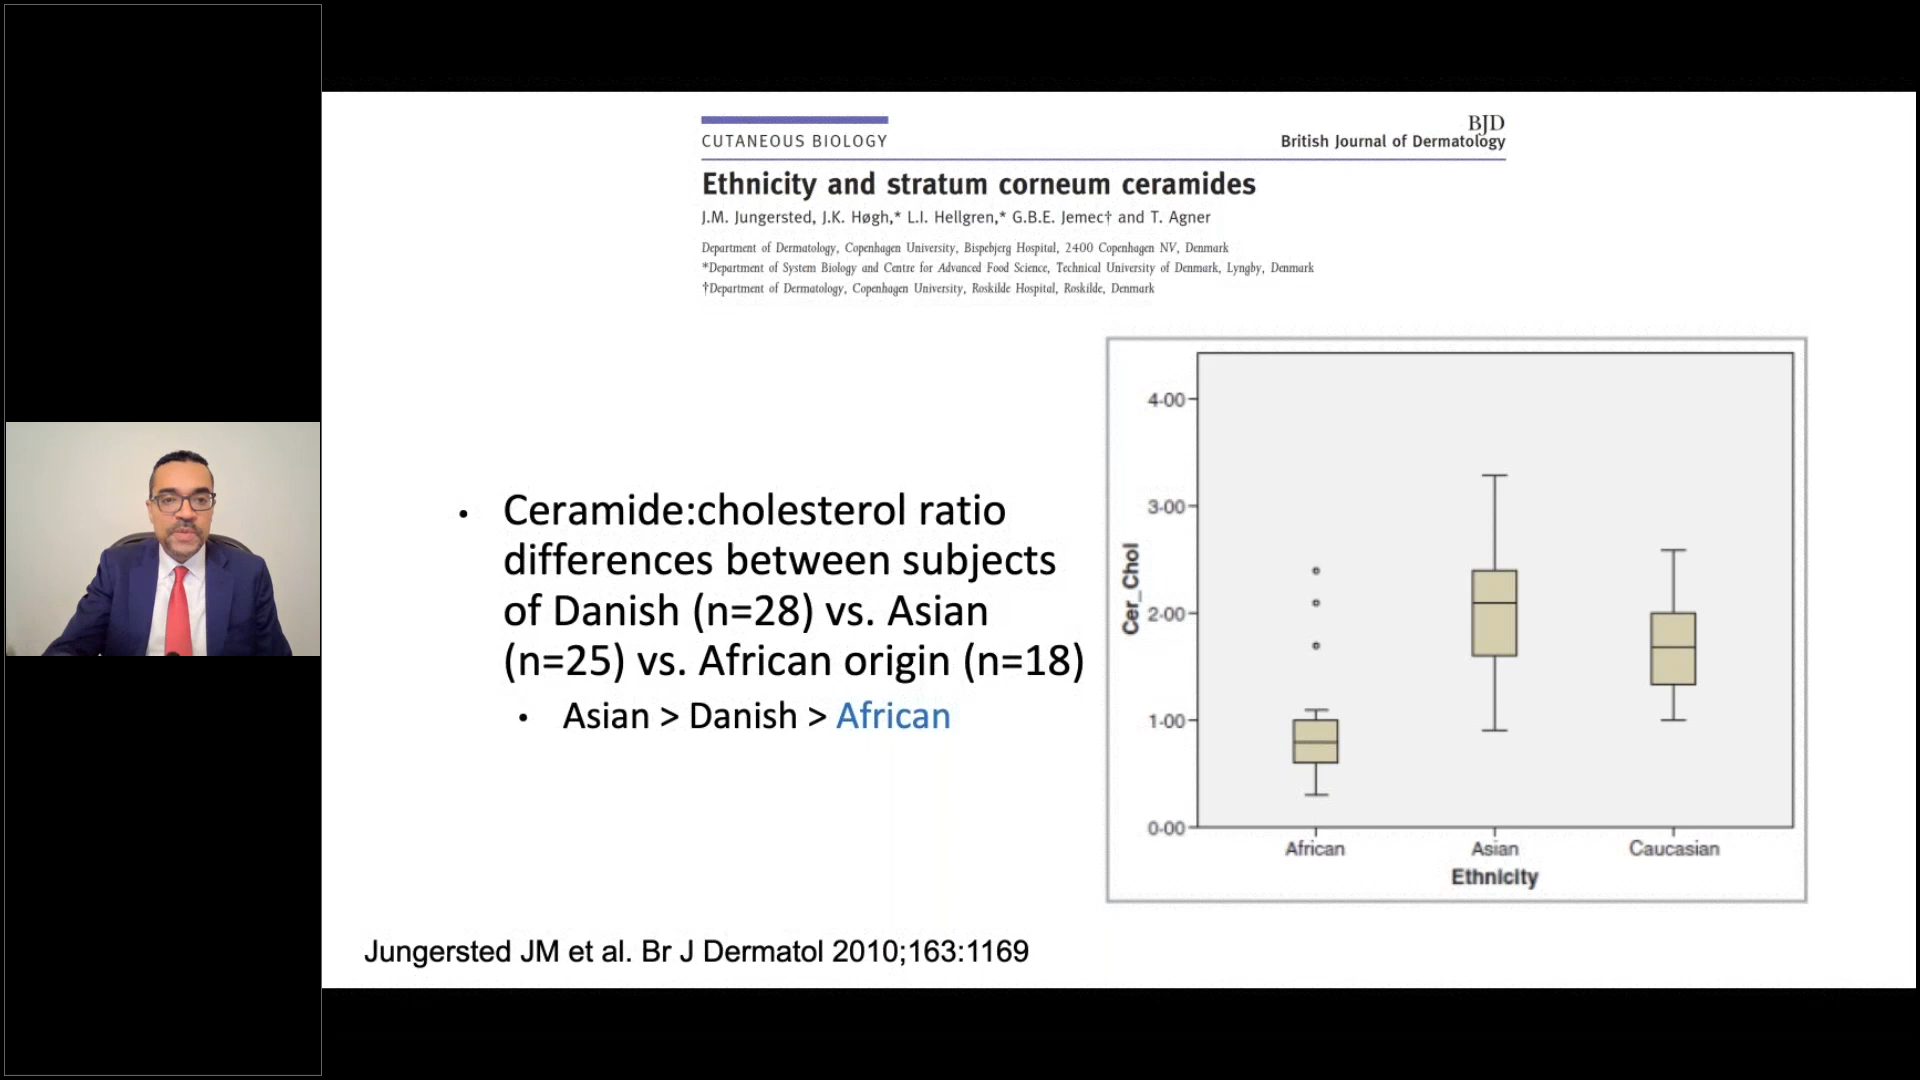 CUTANEOUS BIOLOGY
BJD
British Journal of Dermatology
Ethnicity and stratum corneum ceramides
J.M. Jungersted, J.K. Høgh,* L.I. Hellgren,* G.B.E. Jemec† and T. Agner
Department of Dermatology, Copenhagen University, Bispebjerg Hospital, 2400 Copenhagen NV, Denmark
*Department of System Biology and Centre for Advanced Food Science, Technical University of Denmark, Lyngby, Denmark
†Department of Dermatology, Copenhagen University, Roskilde Hospital, Roskilde, Denmark
• Ceramide:cholesterol ratio
differences between subjects
of Danish (n=28) vs. Asian
(n=25) vs. African origin (n=18)
• Asian > Danish > African
4·00
3·00
2·00
1·00
0·00
Cer_Chol
African Asian Caucasian
Ethnicity
Jungersted JM et al. Br J Dermatol 2010;163:1169